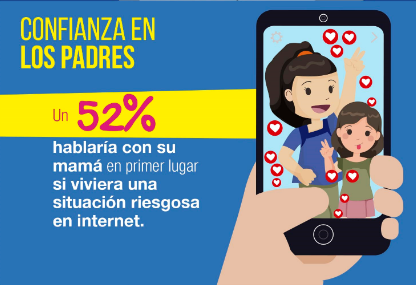 CONFIANZA EN
LOS PADRES
Un 52%
hablaría con su
mamá en primer lugar
si viviera una
situación riesgosa
en internet.